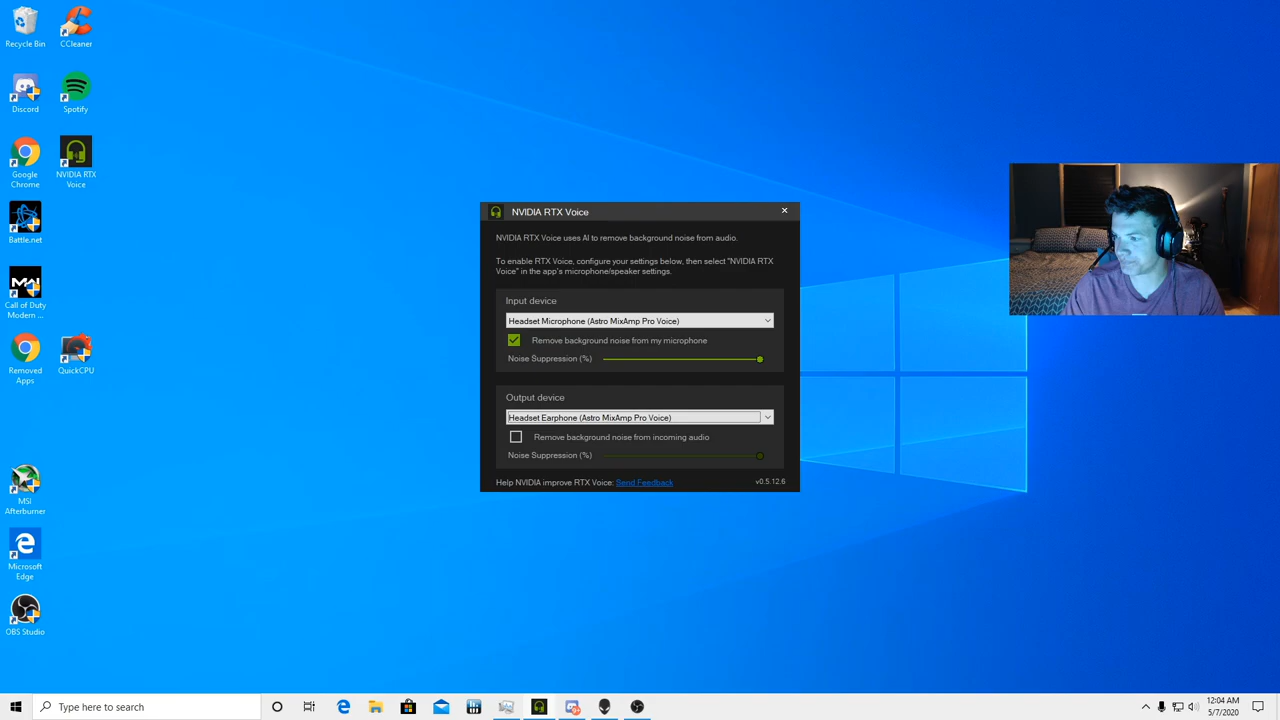 Recycle Bin
CCleaner
Discord
Spotify
Google
Chrome
NVIDIA RTX
Voice
Battle.net
Call of Duty
Modern ...
Removed
Apps
QuickCPU
MSI
Afterburner
Microsoft
Edge
OBS Studio
NVIDIA RTX Voice
NVIDIA RTX Voice uses AI to remove background noise from audio.
To enable RTX Voice, configure your settings below, then select "NVIDIA RTX
Voice" in the app's microphone/speaker settings.
Input device
Headset Microphone (Astro MixAmp Pro Voice)
Remove background noise from my microphone
Noise Suppression (%)
Output device
Headset Earphone (Astro MixAmp Pro Voice)
Remove background noise from incoming audio
Noise Suppression (%)
Help NVIDIA improve RTX Voice: Send Feedback
v0.5.12.6
Type here to search
12:04 AM
5/7/2020